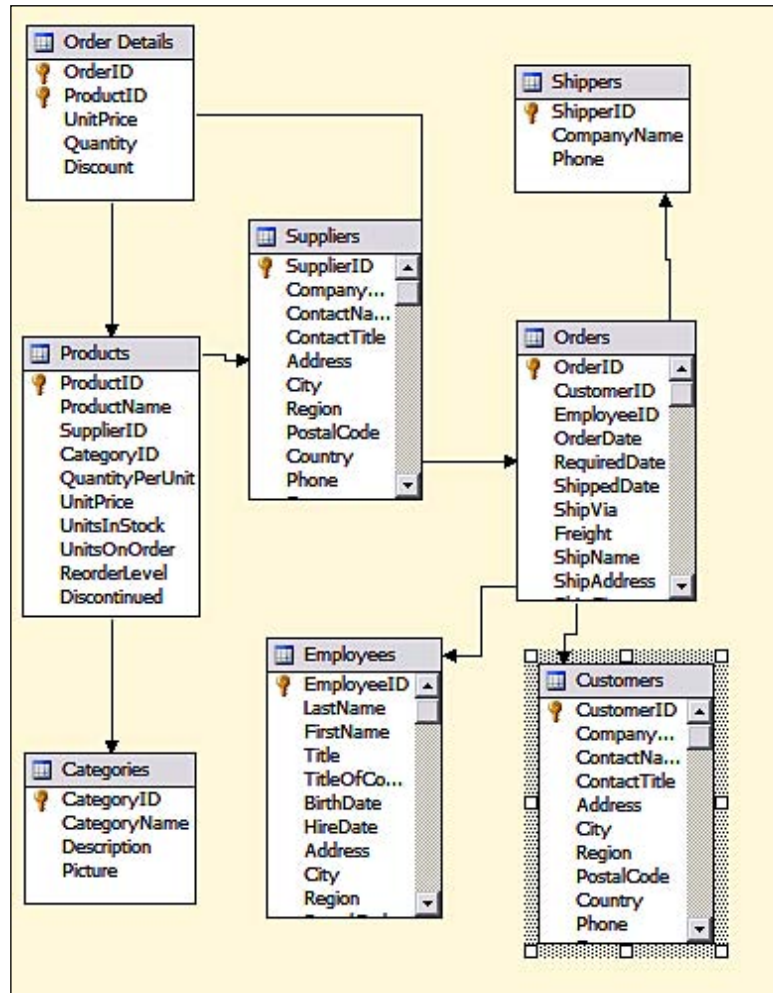 Order Details
OrderID
ProductID
UnitPrice
Quantity
Discount
Shippers
ShipperID
CompanyName
Phone
Suppliers
SupplierID
Company...
ContactNa...
ContactTitle
Address
City
Region
PostalCode
Country
Phone
Products
ProductID
ProductName
SupplierID
CategoryID
QuantityPerUnit
UnitPrice
UnitsInStock
UnitsOnOrder
ReorderLevel
Discontinued
Orders
OrderID
CustomerID
EmployeeID
OrderDate
RequiredDate
ShippedDate
ShipVia
Freight
ShipName
ShipAddress
Employees
EmployeeID
LastName
FirstName
Title
TitleOfCo...
BirthDate
HireDate
Address
City
Region
Customers
CustomerID
Company...
ContactNa...
ContactTitle
Address
City
Region
PostalCode
Country
Phone
Categories
CategoryID
CategoryName
Description
Picture